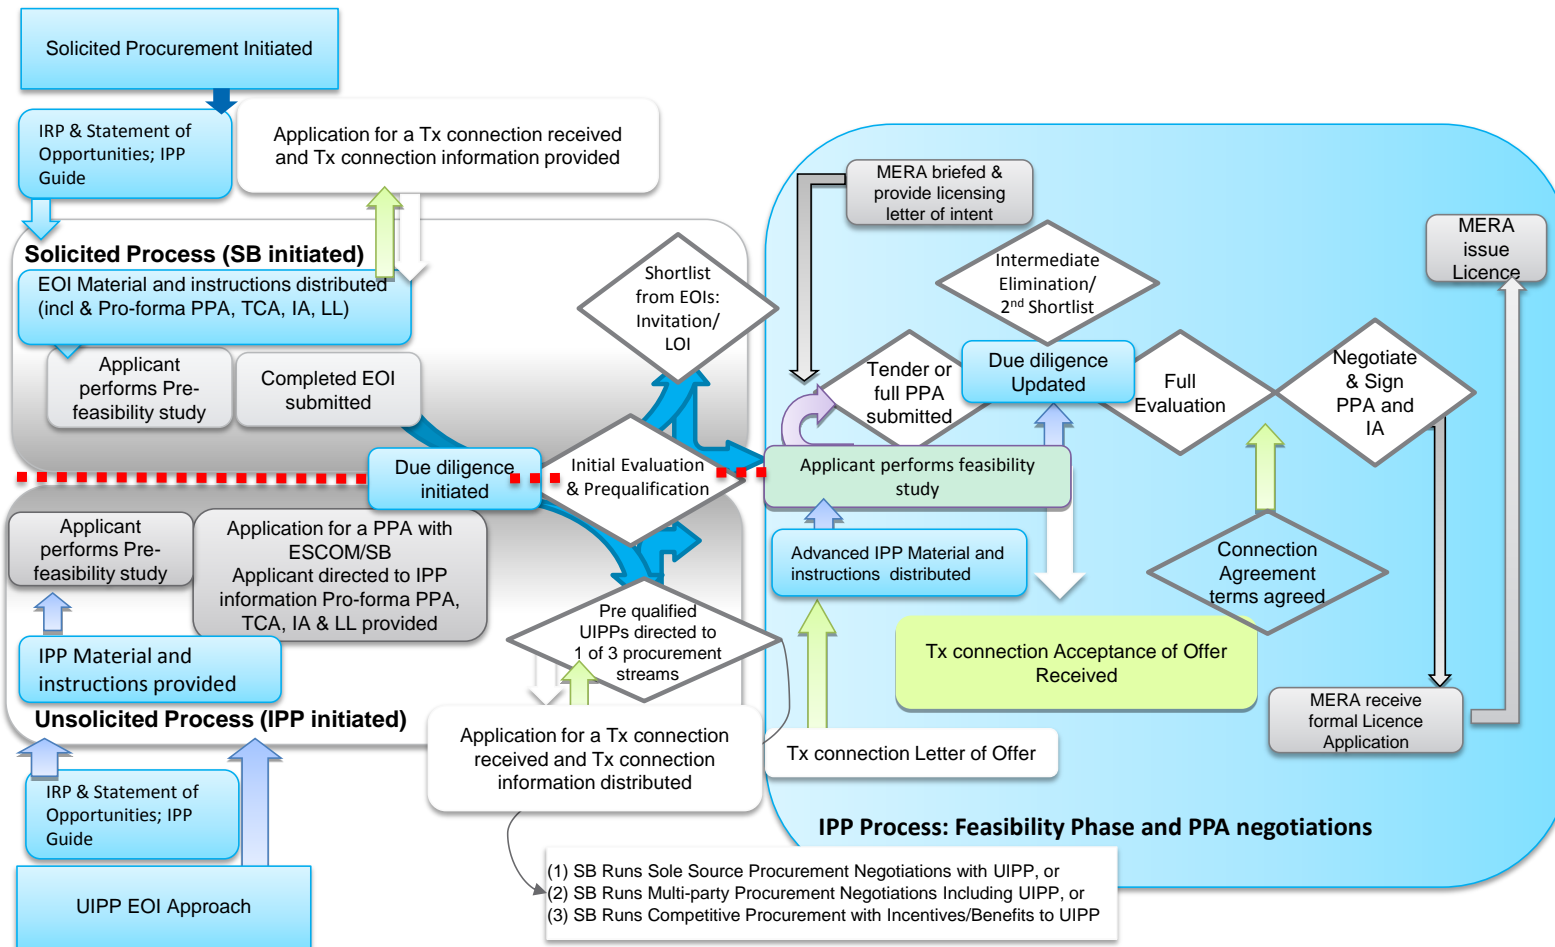 Solicited Procurement Initiated
IRP & Statement of
Opportunities; IPP
Guide
Application for a Tx connection received
and Tx connection information provided
Solicited Process (SB initiated)
EOI Material and instructions distributed
(incl & Pro-forma PPA, TCA, IA, LL)
Applicant
performs Pre-
feasibility study
Completed EOI
submitted
Shortlist
from EOIs:
Invitation/
LOI
Due diligence
initiated
Initial Evaluation
& Prequalification
Applicant
performs Pre-
feasibility study
Application for a PPA with
ESCOM/SB
Applicant directed to IPP
information Pro-forma PPA,
TCA, IA & LL provided
IPP Material and
instructions provided
Unsolicited Process (IPP initiated)
Pre qualified
UIPPs directed to
1 of 3 procurement
streams
Application for a Tx connection
received and Tx connection
information distributed
IRP & Statement of
Opportunities; IPP
Guide
UIPP EOI Approach
(1) SB Runs Sole Source Procurement Negotiations with UIPP, or
(2) SB Runs Multi-party Procurement Negotiations Including UIPP, or
(3) SB Runs Competitive Procurement with Incentives/Benefits to UIPP
MERA briefed &
provide licensing
letter of intent
Intermediate
Elimination/
2nd Shortlist
MERA
issue
Licence
Tender or
full PPA
submitted
Due diligence
Updated
Full
Evaluation
Negotiate
& Sign
PPA and
IA
Applicant performs feasibility
study
Advanced IPP Material and
instructions distributed
Connection
Agreement
terms agreed
Tx connection Acceptance of Offer
Received
MERA receive
formal Licence
Application
Tx connection Letter of Offer
IPP Process: Feasibility Phase and PPA negotiations